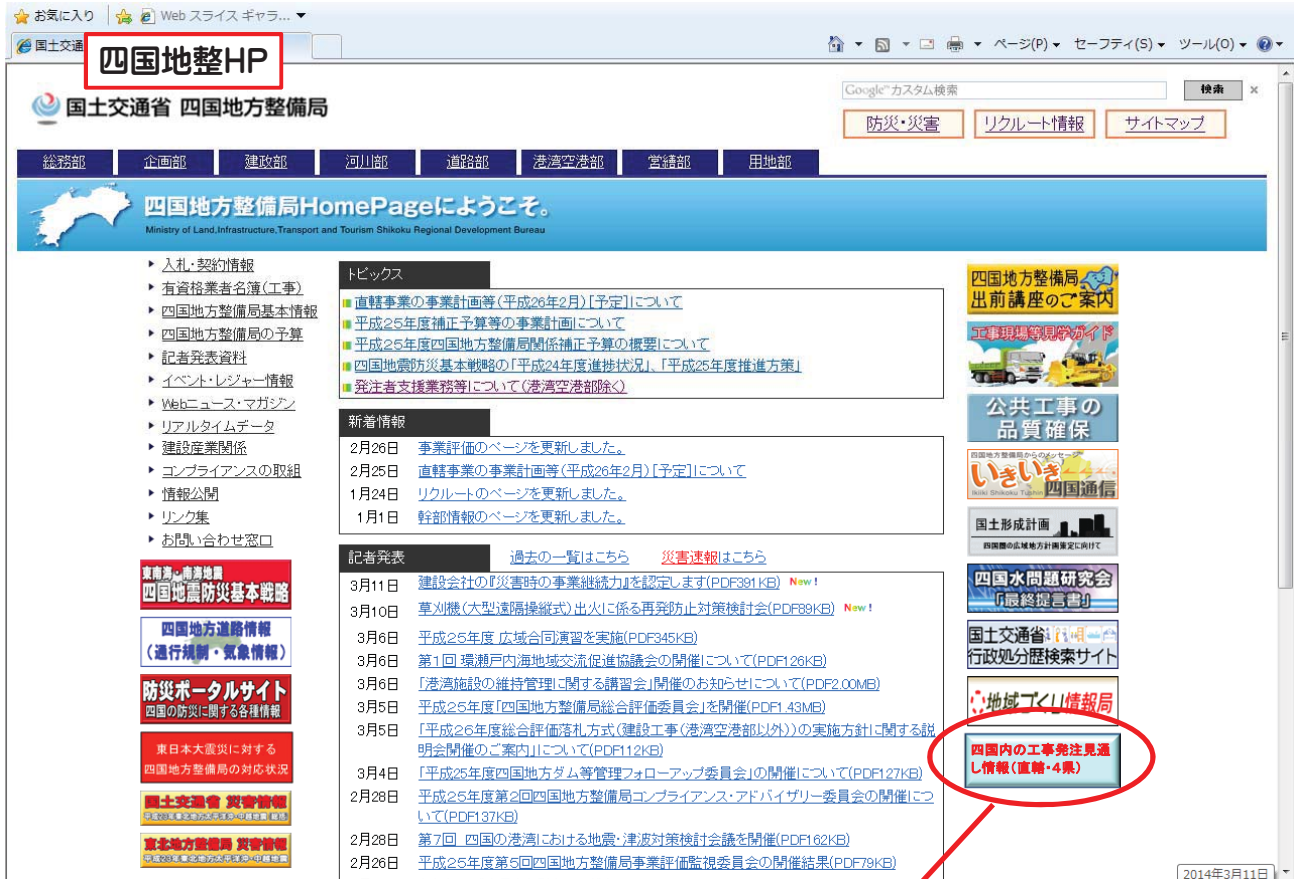 お気に入り Web スライス ギャラ...
国土交通
四国地整HP
ページ(P) セーフティ(S) ツール(O)
国土交通省 四国地方整備局
Google カスタム検索 検索 ×
防災・災害 リクルート情報 サイトマップ
総務部 企画部 建政部 河川部 道路部 港湾空港部 営繕部 用地部
四国地方整備局HomePageにようこそ。
Ministry of Land,Infrastructure,Transport and Tourism Shikoku Regional Development Bureau
入札・契約情報
有資格業者名簿(工事)
四国地方整備局基本情報
四国地方整備局の予算
記者発表資料
イベント・レジャー情報
Webニュース・マガジン
リアルタイムデータ
建設産業関係
コンプライアンスの取組
情報公開
リンク集
お問い合わせ窓口
東南海・南海地震
四国地震防災基本戦略
四国地方道路情報
(通行規制・気象情報)
防災ポータルサイト
四国の防災に関する各種情報
東日本大震災に対する
四国地方整備局の対応状況
国土交通省 災害情報
東北地方整備局 災害情報
トピックス
直轄事業の事業計画等(平成26年2月)[予定]について
平成25年度補正予算等の事業計画について
平成25年度四国地方整備局関係補正予算の概要について
四国地震防災基本戦略の「平成24年度進捗状況」、「平成25年度推進方策」
発注者支援業務等について(港湾空港部除く)
新着情報
2月26日 事業評価のページを更新しました。
2月25日 直轄事業の事業計画等(平成26年2月)[予定]について
1月24日 リクルートのページを更新しました。
1月1日 幹部情報のページを更新しました。
記者発表 過去の一覧はこちら 災害速報はこちら
3月11日 建設会社の『災害時の事業継続力』を認定します(PDF391KB) New!
3月10日 草刈機(大型遠隔操縦式)出火に係る再発防止対策検討会(PDF89KB) New!
3月6日 平成25年度 広域合同演習を実施(PDF345KB)
3月6日 第1回 環瀬戸内海地域交流促進協議会の開催について(PDF126KB)
3月6日 「港湾施設の維持管理に関する講習会」開催のお知らせについて(PDF2.00MB)
3月5日 平成25年度「四国地方整備局総合評価委員会」を開催(PDF1.43MB)
3月5日 「平成26年度総合評価落札方式(建設工事(港湾空港部以外))の実施方針に関する説
明会開催のご案内」について(PDF112KB)
3月4日 「平成25年度四国地方ダム等管理フォローアップ委員会」の開催について(PDF127KB)
2月28日 平成25年度第2回四国地方整備局コンプライアンス・アドバイザリー委員会の開催につ
いて(PDF137KB)
2月28日 第7回 四国の港湾における地震・津波対策検討会議を開催(PDF162KB)
2月26日 平成25年度第5回四国地方整備局事業評価監視委員会の開催結果(PDF79KB)
四国地方整備局
出前講座のご案内
工事現場等見学ガイド
公共工事の
品質確保
四国地方整備局からのメッセージ
いきいき
Ikiiki Shikoku Tushin 四国通信
国土形成計画
四国圏の広域地方計画策定に向けて
四国水問題研究会
「最終提言書」
国土交通省
行政処分歴検索サイト
地域づくり情報局
四国内の工事発注見通
し情報(直轄・4県)
2014年3月11日